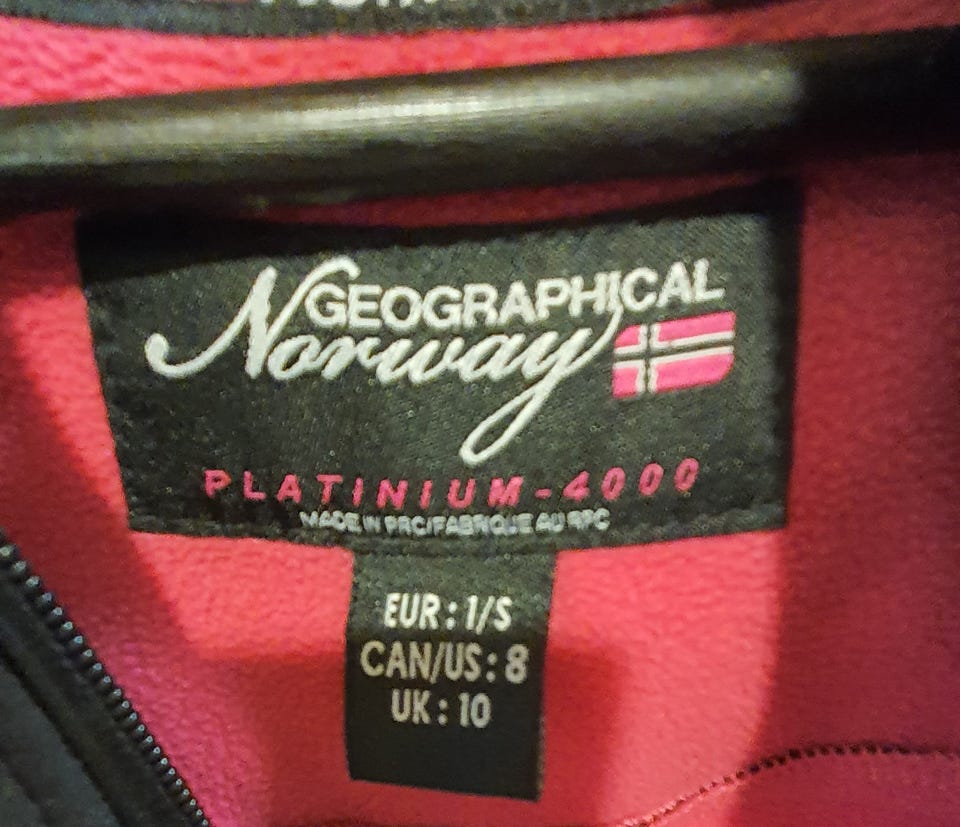 GEOGRAPHICAL
Norway
PLATINIUM-4000
MADE IN PRC/FABRIQUE AU RPC
EUR: 1/S
CAN/US: 8
UK: 10